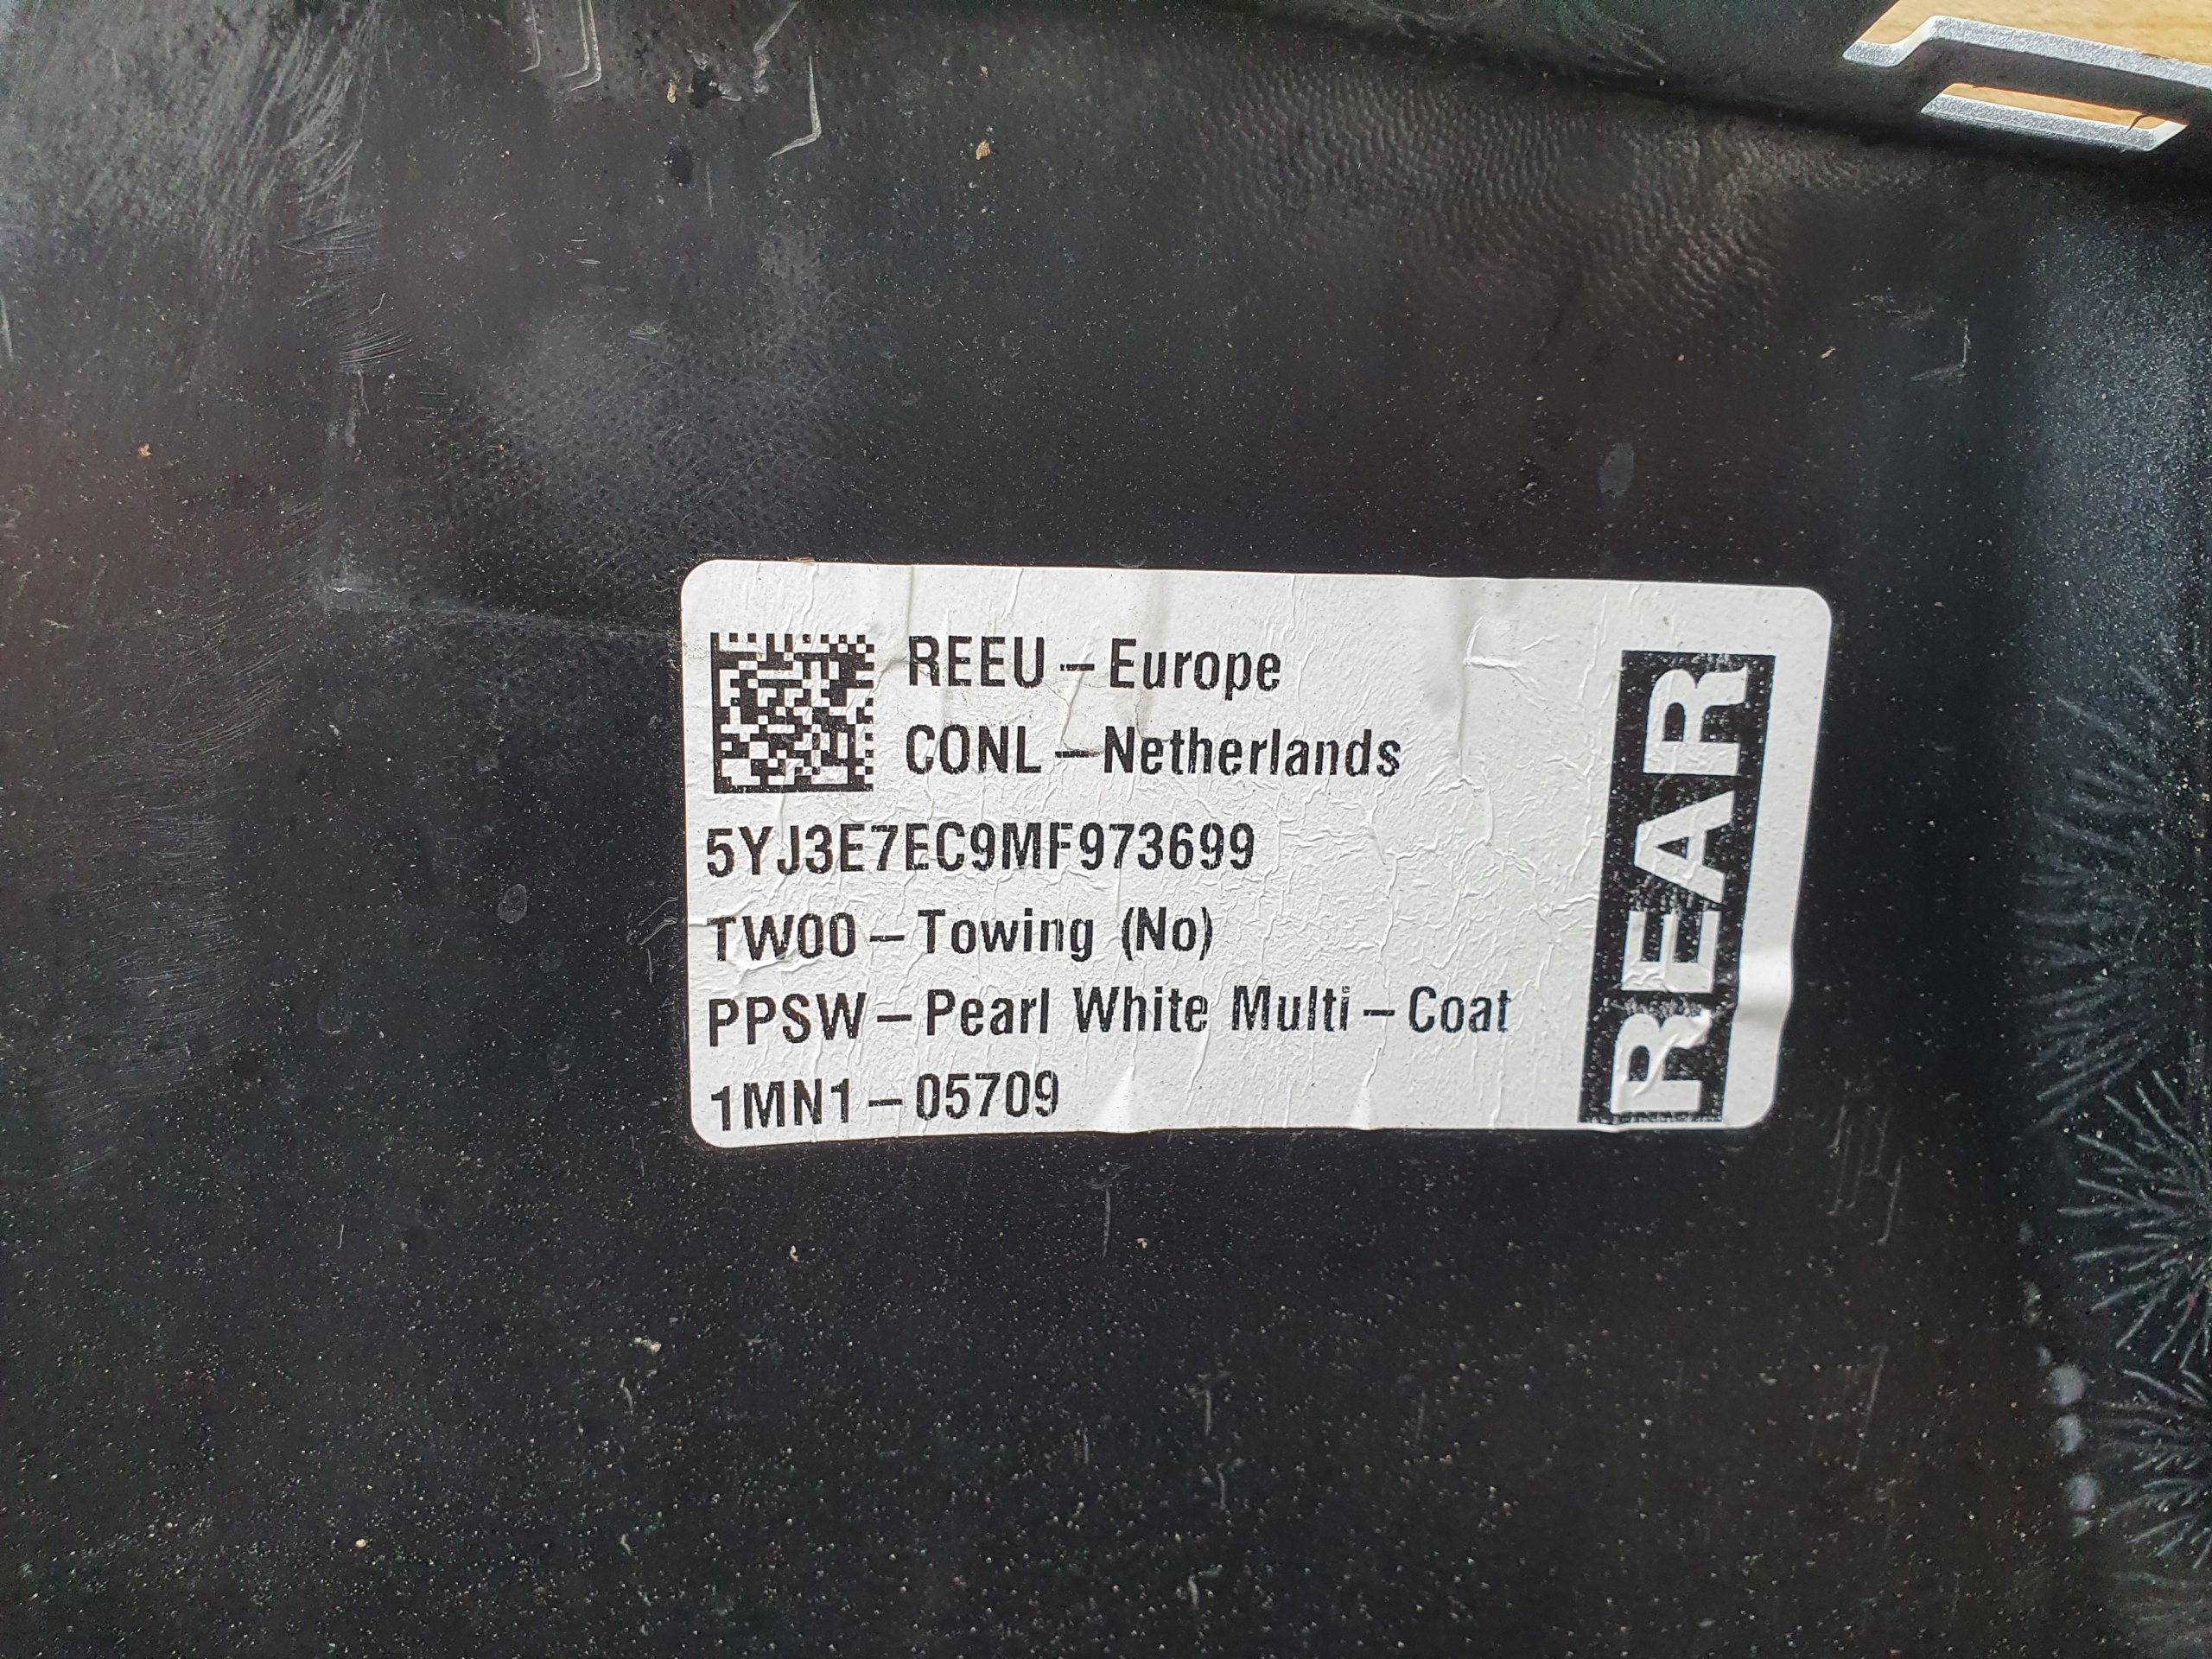 REEU – Europe
CONL – Netherlands
5YJ3E7EC9MF973699
TW00 – Towing (No)
PPSW – Pearl White Multi – Coat
1MN1 – 05709
REAR